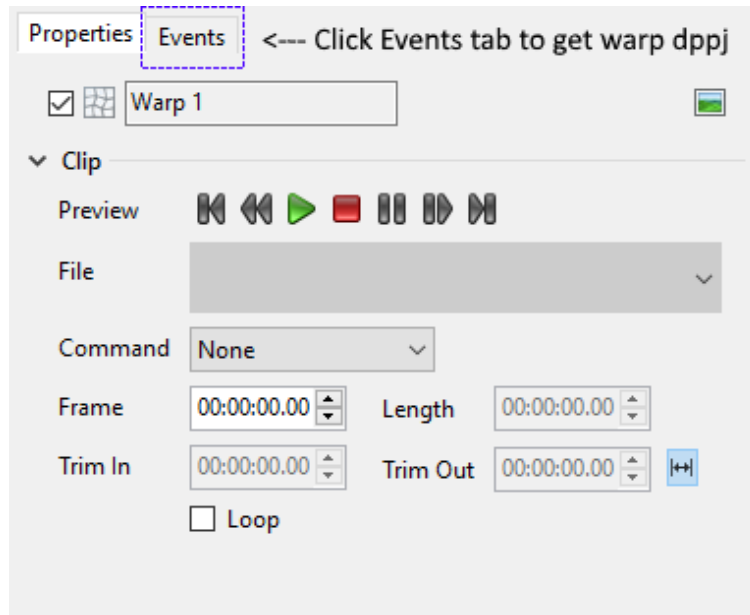 Properties Events <--- Click Events tab to get warp dppj
Warp 1
Clip
Preview
File
Command None
Frame 00:00:00.00 Length 00:00:00.00
Trim In 00:00:00.00 Trim Out 00:00:00.00
Loop